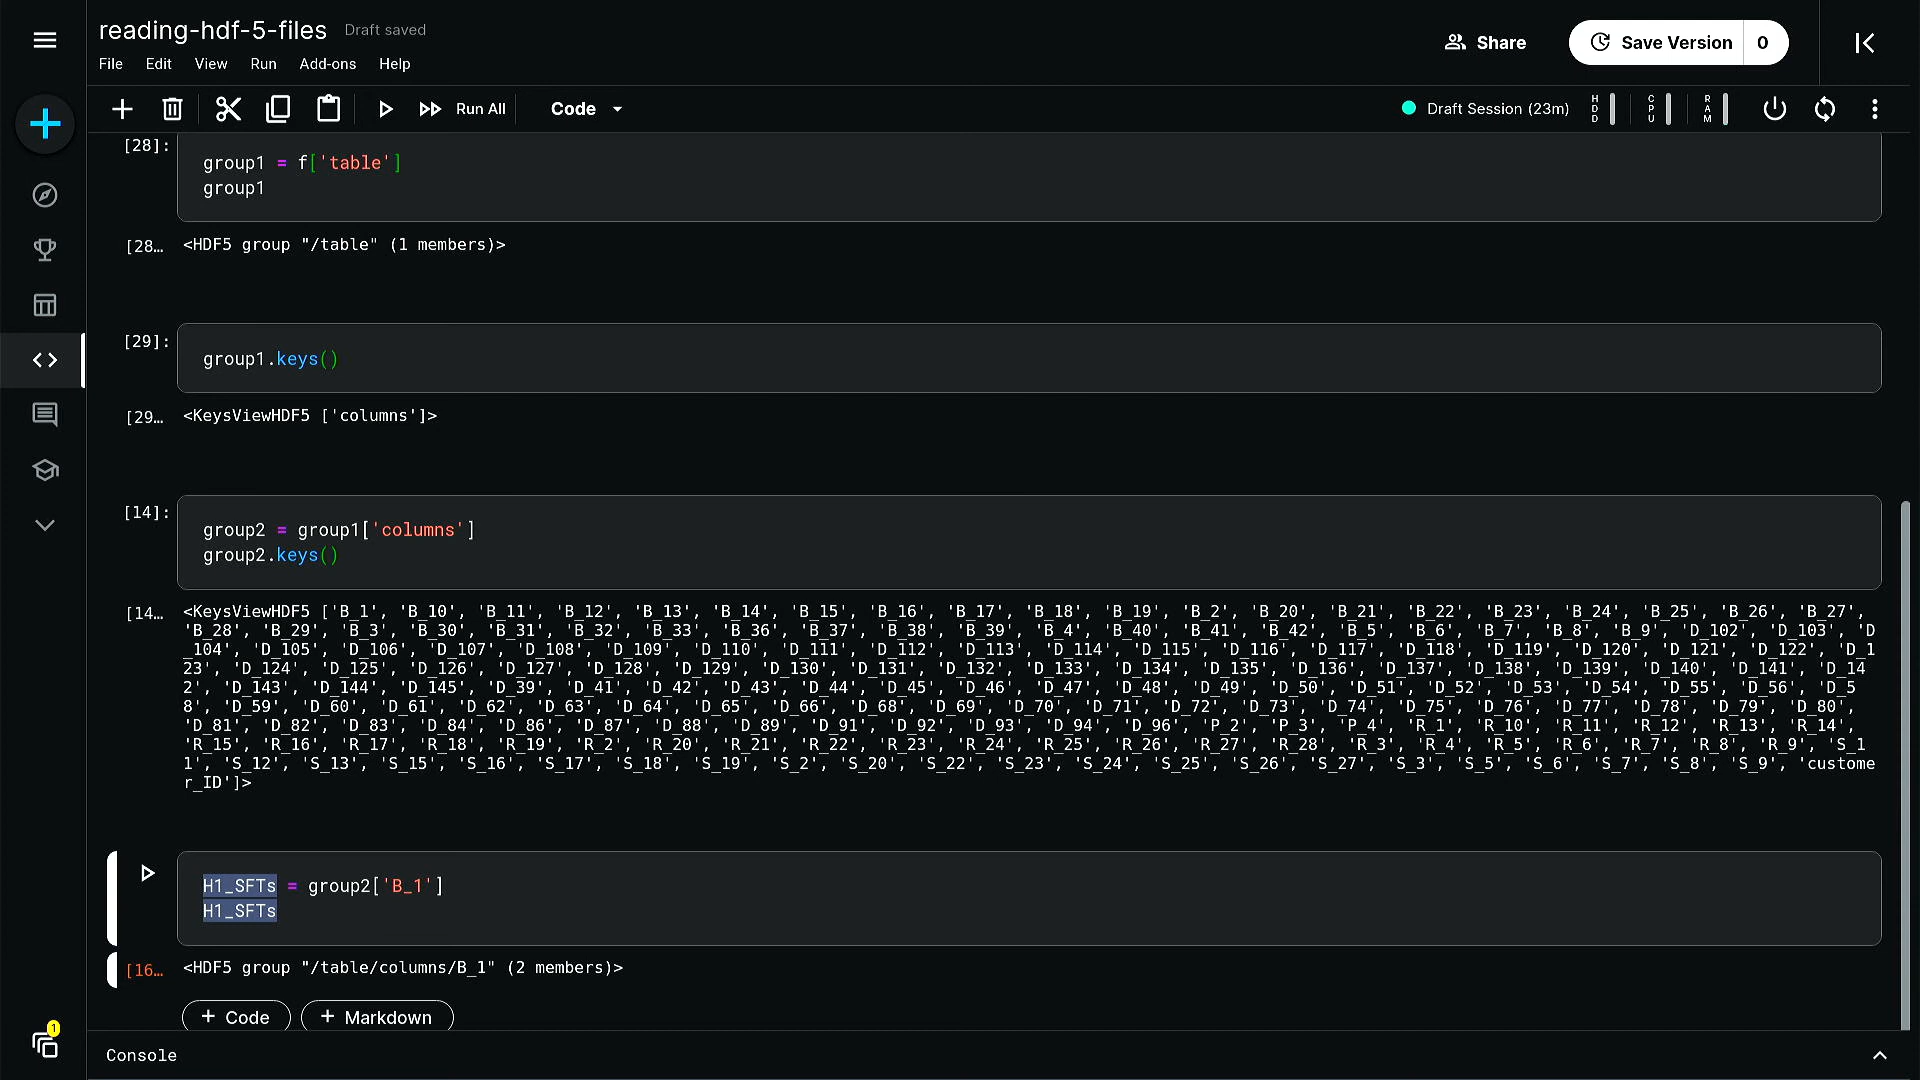 reading-hdf-5-files Draft saved
File Edit View Run Add-ons Help
Share
Save Version 0
Run All
Code
Draft Session (23m)
HDD
CPU
RAM
[28]:
group1 = f['table']
group1
[28…
<HDF5 group "/table" (1 members)>
[29]:
group1.keys()
[29…
<KeysViewHDF5 ['columns']>
[14]:
group2 = group1['columns']
group2.keys()
[14…
<KeysViewHDF5 ['B_1', 'B_10', 'B_11', 'B_12', 'B_13', 'B_14', 'B_15', 'B_16', 'B_17', 'B_18', 'B_19', 'B_2', 'B_20', 'B_21', 'B_22', 'B_23', 'B_24', 'B_25', 'B_26', 'B_27',
'B_28', 'B_29', 'B_3', 'B_30', 'B_31', 'B_32', 'B_33', 'B_36', 'B_37', 'B_38', 'B_39', 'B_4', 'B_40', 'B_41', 'B_42', 'B_5', 'B_6', 'B_7', 'B_8', 'B_9', 'D_102', 'D_103', 'D
_104', 'D_105', 'D_106', 'D_107', 'D_108', 'D_109', 'D_110', 'D_111', 'D_112', 'D_113', 'D_114', 'D_115', 'D_116', 'D_117', 'D_118', 'D_119', 'D_120', 'D_121', 'D_122', 'D_1
23', 'D_124', 'D_125', 'D_126', 'D_127', 'D_128', 'D_129', 'D_130', 'D_131', 'D_132', 'D_133', 'D_134', 'D_135', 'D_136', 'D_137', 'D_138', 'D_139', 'D_140', 'D_141', 'D_14
2', 'D_143', 'D_144', 'D_145', 'D_39', 'D_41', 'D_42', 'D_43', 'D_44', 'D_45', 'D_46', 'D_47', 'D_48', 'D_49', 'D_50', 'D_51', 'D_52', 'D_53', 'D_54', 'D_55', 'D_56', 'D_5
8', 'D_59', 'D_60', 'D_61', 'D_62', 'D_63', 'D_64', 'D_65', 'D_66', 'D_68', 'D_69', 'D_70', 'D_71', 'D_72', 'D_73', 'D_74', 'D_75', 'D_76', 'D_77', 'D_78', 'D_79', 'D_80',
'D_81', 'D_82', 'D_83', 'D_84', 'D_86', 'D_87', 'D_88', 'D_89', 'D_91', 'D_92', 'D_93', 'D_94', 'D_96', 'P_2', 'P_3', 'P_4', 'R_1', 'R_10', 'R_11', 'R_12', 'R_13', 'R_14',
'R_15', 'R_16', 'R_17', 'R_18', 'R_19', 'R_2', 'R_20', 'R_21', 'R_22', 'R_23', 'R_24', 'R_25', 'R_26', 'R_27', 'R_28', 'R_3', 'R_4', 'R_5', 'R_6', 'R_7', 'R_8', 'R_9', 'S_1
1', 'S_12', 'S_13', 'S_15', 'S_16', 'S_17', 'S_18', 'S_19', 'S_2', 'S_20', 'S_22', 'S_23', 'S_24', 'S_25', 'S_26', 'S_27', 'S_3', 'S_5', 'S_6', 'S_7', 'S_8', 'S_9', 'custome
r_ID']>
H1_SFTs = group2['B_1']
H1_SFTs
[16…
<HDF5 group "/table/columns/B_1" (2 members)>
+ Code + Markdown
1
Console